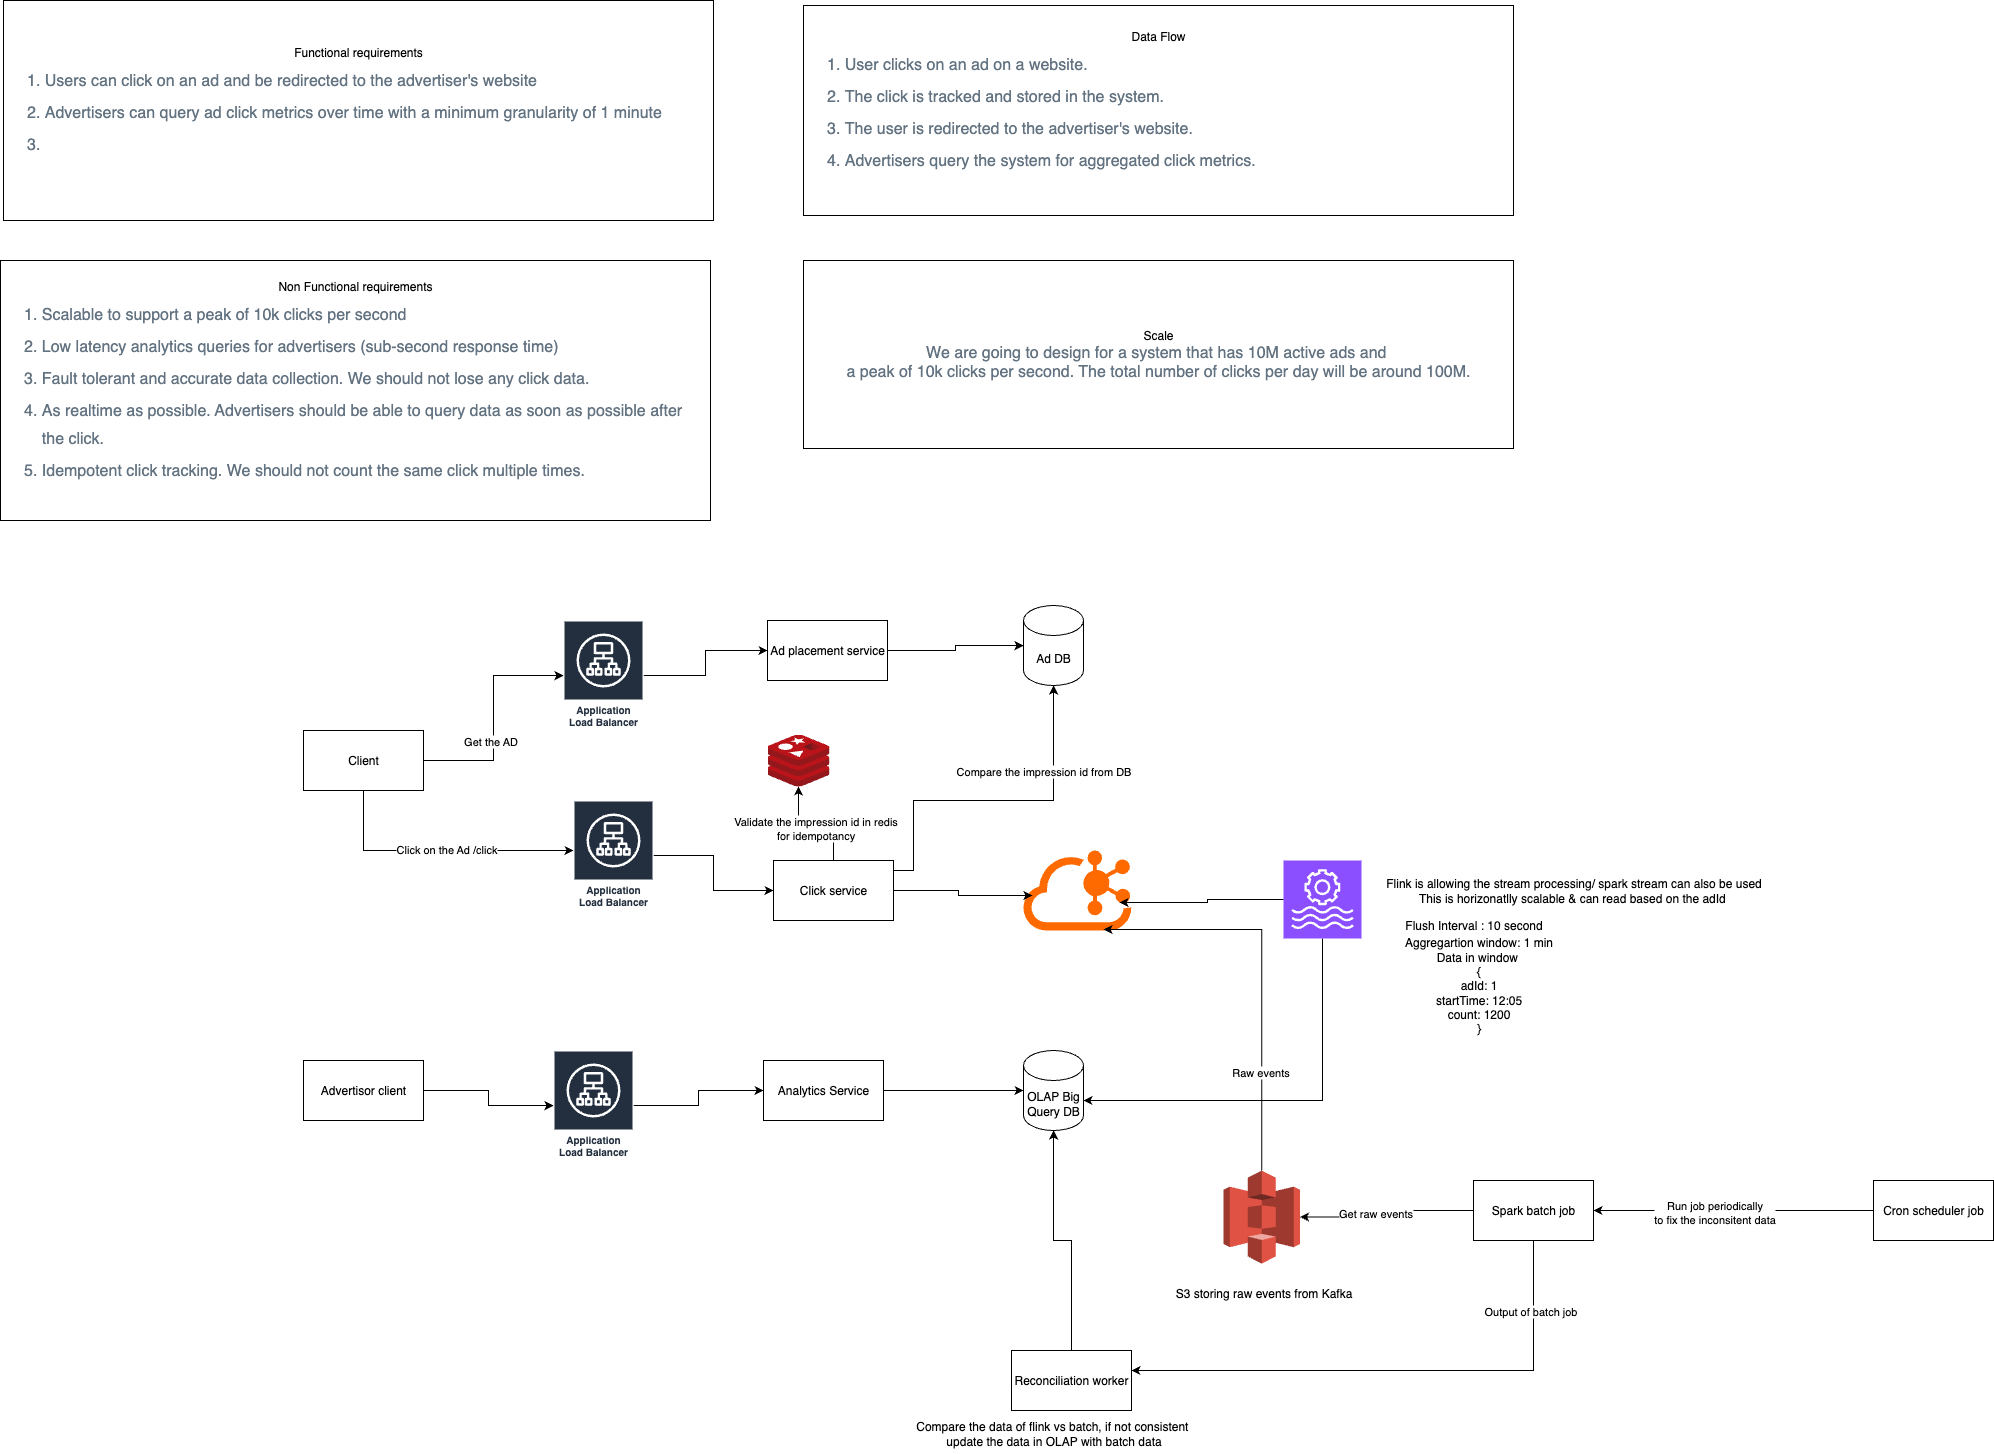 Functional requirements
1. Users can click on an ad and be redirected to the advertiser's website
2. Advertisers can query ad click metrics over time with a minimum granularity of 1 minute
3.
Data Flow
1. User clicks on an ad on a website.
2. The click is tracked and stored in the system.
3. The user is redirected to the advertiser's website.
4. Advertisers query the system for aggregated click metrics.
Non Functional requirements
1. Scalable to support a peak of 10k clicks per second
2. Low latency analytics queries for advertisers (sub-second response time)
3. Fault tolerant and accurate data collection. We should not lose any click data.
4. As realtime as possible. Advertisers should be able to query data as soon as possible after
the click.
5. Idempotent click tracking. We should not count the same click multiple times.
Scale
We are going to design for a system that has 10M active ads and
a peak of 10k clicks per second. The total number of clicks per day will be around 100M.
Ad placement service
Ad DB
Application
Load Balancer
Get the AD
Client
Compare the impression id from DB
Validate the impression id in redis
for idempotancy
Click on the Ad /click
Application
Load Balancer
Click service
Flink is allowing the stream processing/ spark stream can also be used
This is horizonatlly scalable & can read based on the adId
Flush Interval : 10 second
Aggregartion window: 1 min
Data in window
{
adId: 1
startTime: 12:05
count: 1200
}
Raw events
Advertisor client
Application
Load Balancer
Analytics Service
OLAP Big
Query DB
Get raw events
Spark batch job
Run job periodically
to fix the inconsitent data
Cron scheduler job
S3 storing raw events from Kafka
Output of batch job
Reconciliation worker
Compare the data of flink vs batch, if not consistent
update the data in OLAP with batch data